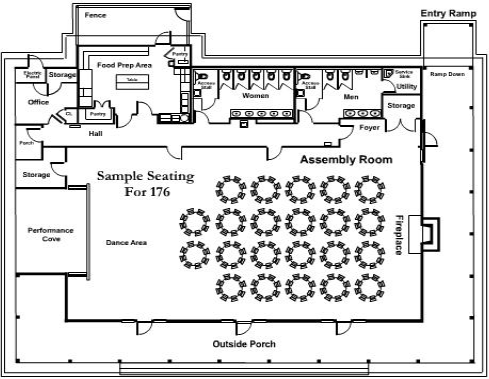 Fence
Entry Ramp
Pantry
Food Prep Area
Table
Electric
Panel
Storage
Office
CL
Pantry
Access
Stall
Women
Access
Stall
Men
Service
Sink
Utility
Storage
Ramp Down
Hall
Foyer
Porch
Assembly Room
Storage
Sample Seating
For 176
Performance
Cove
Dance Area
Fireplace
Outside Porch